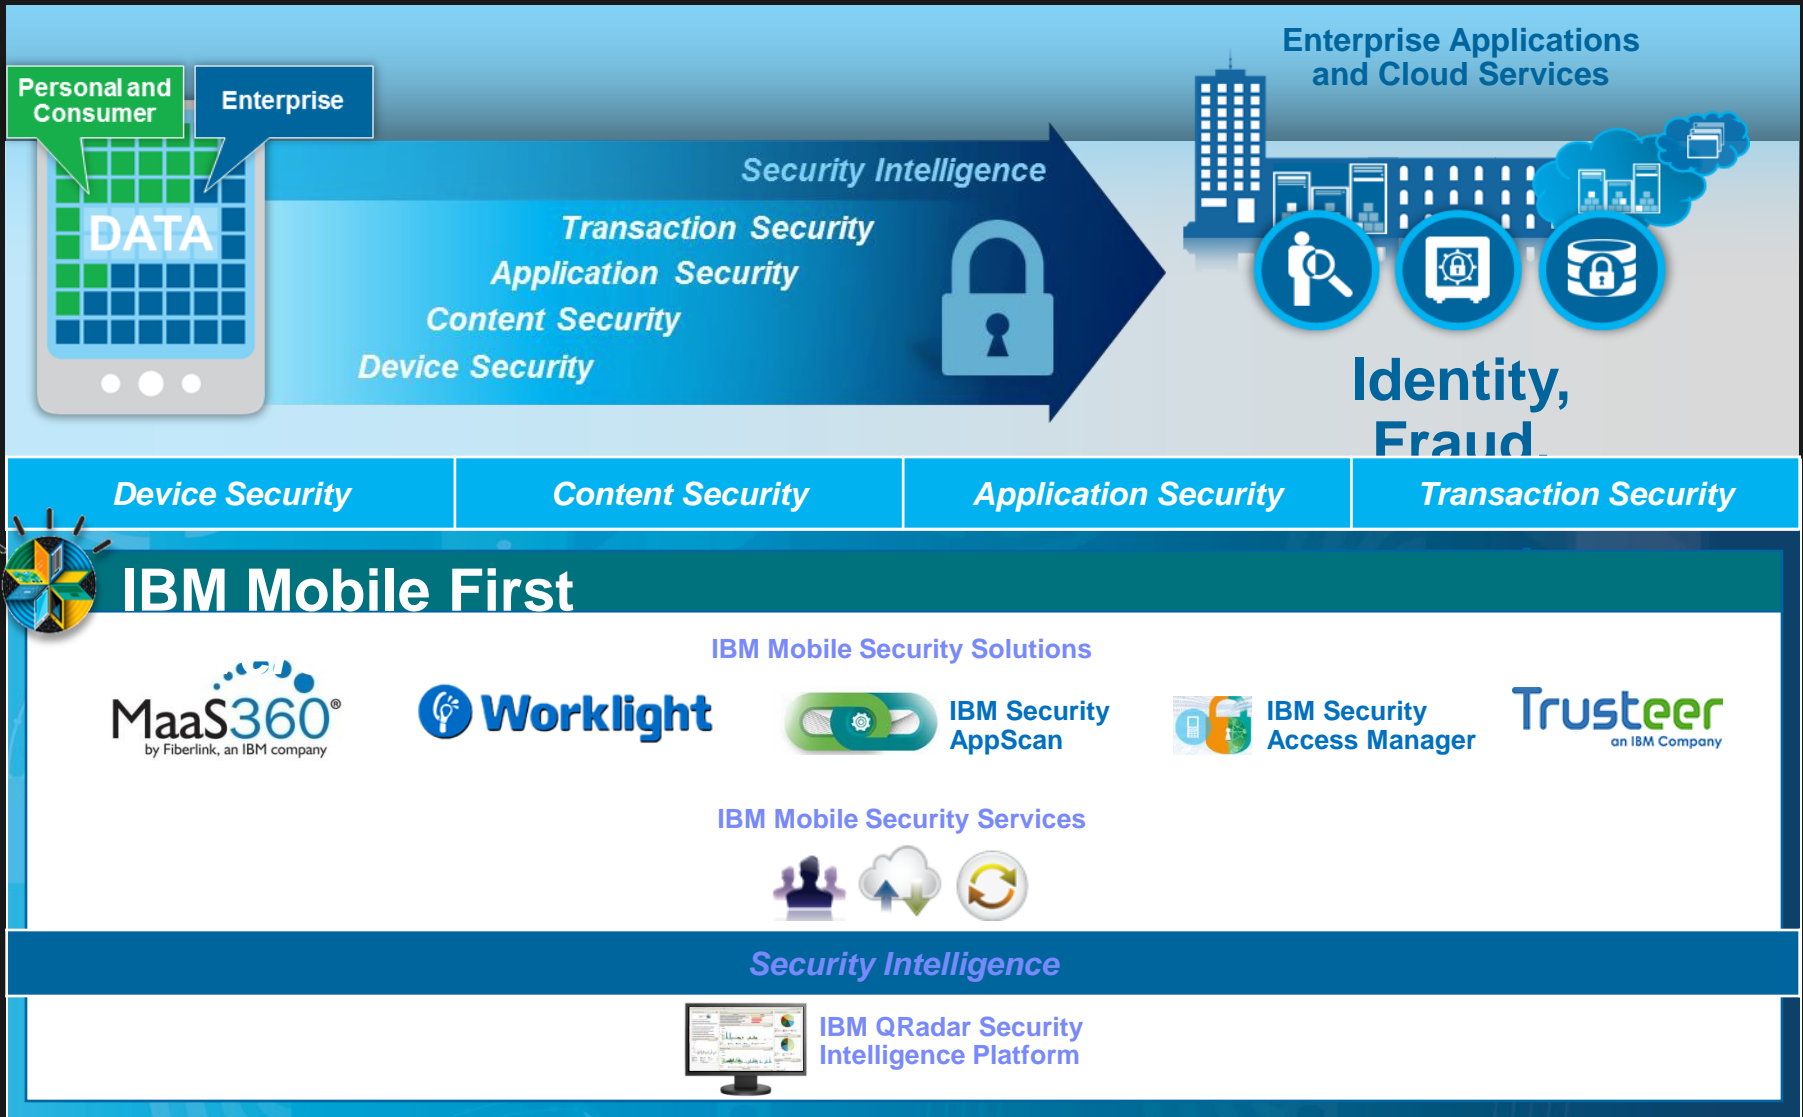 Enterprise Applications
and Cloud Services
Personal and
Consumer
Enterprise
DATA
Security Intelligence
Transaction Security
Application Security
Content Security
Device Security
Identity,
Fraud,
Device Security
Content Security
Application Security
Transaction Security
IBM Mobile First
IBM Mobile Security Solutions
MaaS360®
by Fiberlink, an IBM company
Worklight
IBM Security
AppScan
IBM Security
Access Manager
Trusteer
an IBM Company
IBM Mobile Security Services
Security Intelligence
IBM QRadar Security
Intelligence Platform